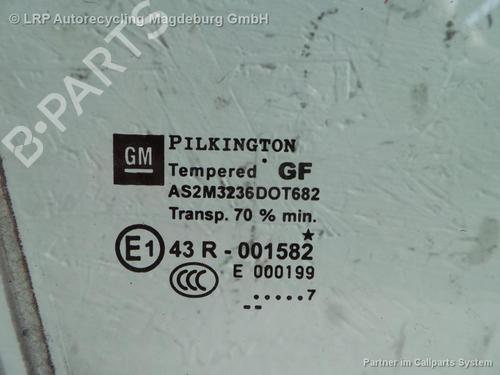 © LRP Autorecycling Magdeburg GmbH
B-PARTS
GM PILKINGTON
Tempered GF
AS2M3236DOT682
Transp. 70 % min.
E1 43 R - 001582
CCC E 000199
.....7
--
Partner im Callparts System